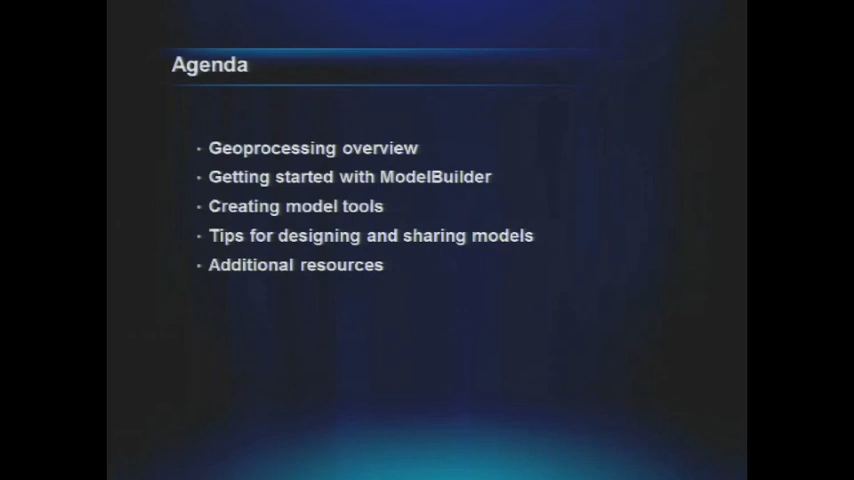 Agenda
· Geoprocessing overview
· Getting started with ModelBuilder
· Creating model tools
· Tips for designing and sharing models
· Additional resources